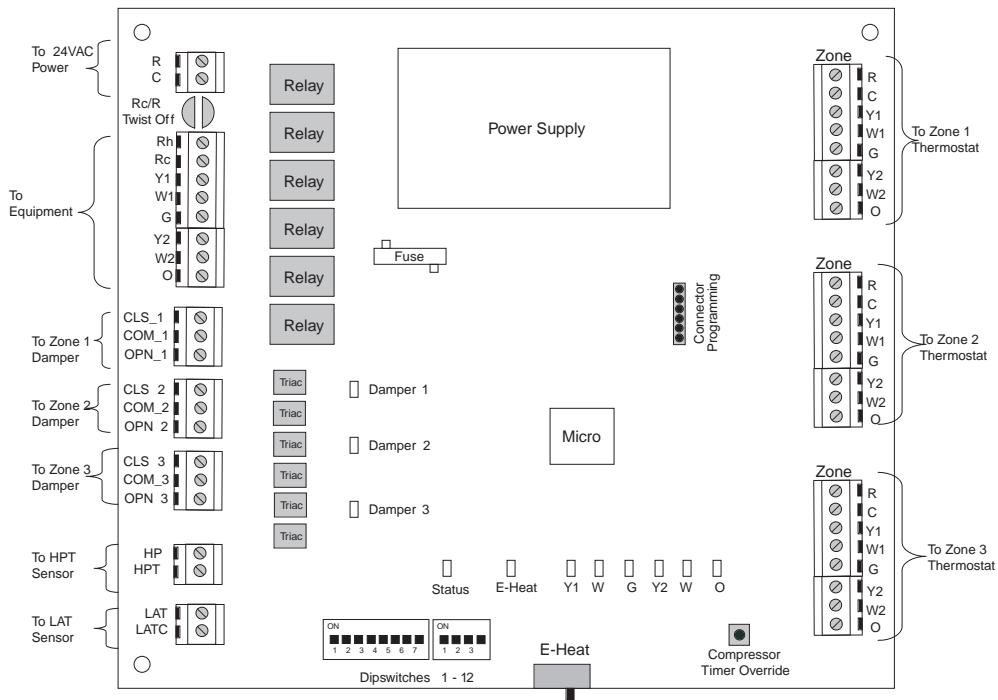 To 24VAC
Power
R
C
Rc/R
Twist Off
To
Equipment
Rh
Rc
Y1
W1
G
Y2
W2
O
To Zone 1
Damper
CLS_1
COM_1
OPN_1
To Zone 2
Damper
CLS 2
COM_2
OPN 2
To Zone 3
Damper
CLS 3
COM_3
OPN 3
To HPT
Sensor
HP
HPT
To LAT
Sensor
LAT
LATC
Relay
Relay
Relay
Relay
Relay
Relay
Triac
Triac
Triac
Triac
Triac
Triac
Damper 1
Damper 2
Damper 3
Power Supply
Fuse
Connector
Programming
Micro
Status
E-Heat
Y1
W
G
Y2
W
O
ON
1 2 3 4 5 6 7
ON
1 2 3
Dipswitches 1 - 12
E-Heat
Compressor
Timer Override
Zone
R
C
Y1
W1
G
Y2
W2
O
To Zone 1
Thermostat
Zone
R
C
Y1
W1
G
Y2
W2
O
To Zone 2
Thermostat
Zone
R
C
Y1
W1
G
Y2
W2
O
To Zone 3
Thermostat